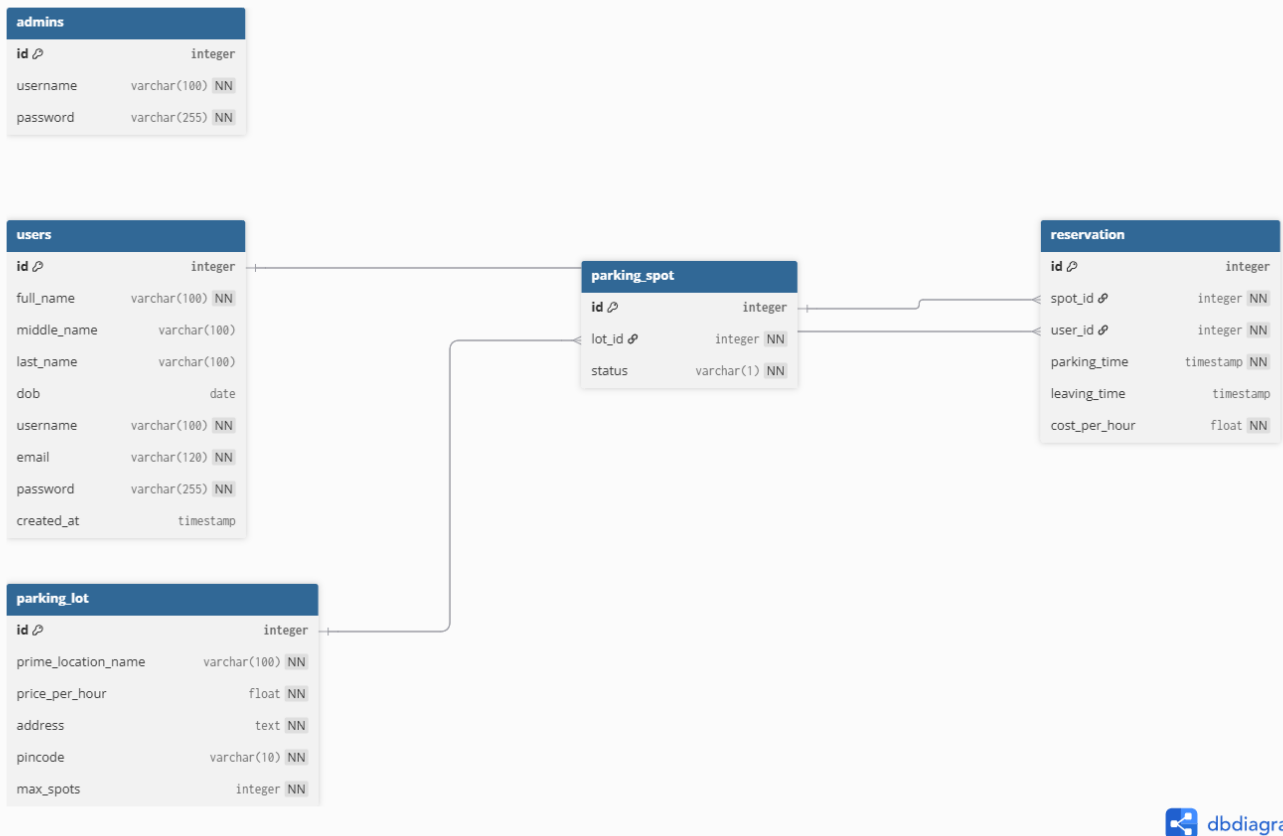 admins
id integer
username varchar(100) NN
password varchar(255) NN
users
id integer
full_name varchar(100) NN
middle_name varchar(100)
last_name varchar(100)
dob date
username varchar(100) NN
email varchar(120) NN
password varchar(255) NN
created_at timestamp
parking_spot
id integer
lot_id integer NN
status varchar(1) NN
reservation
id integer
spot_id integer NN
user_id integer NN
parking_time timestamp NN
leaving_time timestamp
cost_per_hour float NN
parking_lot
id integer
prime_location_name varchar(100) NN
price_per_hour float NN
address text NN
pincode varchar(10) NN
max_spots integer NN
dbdiagra